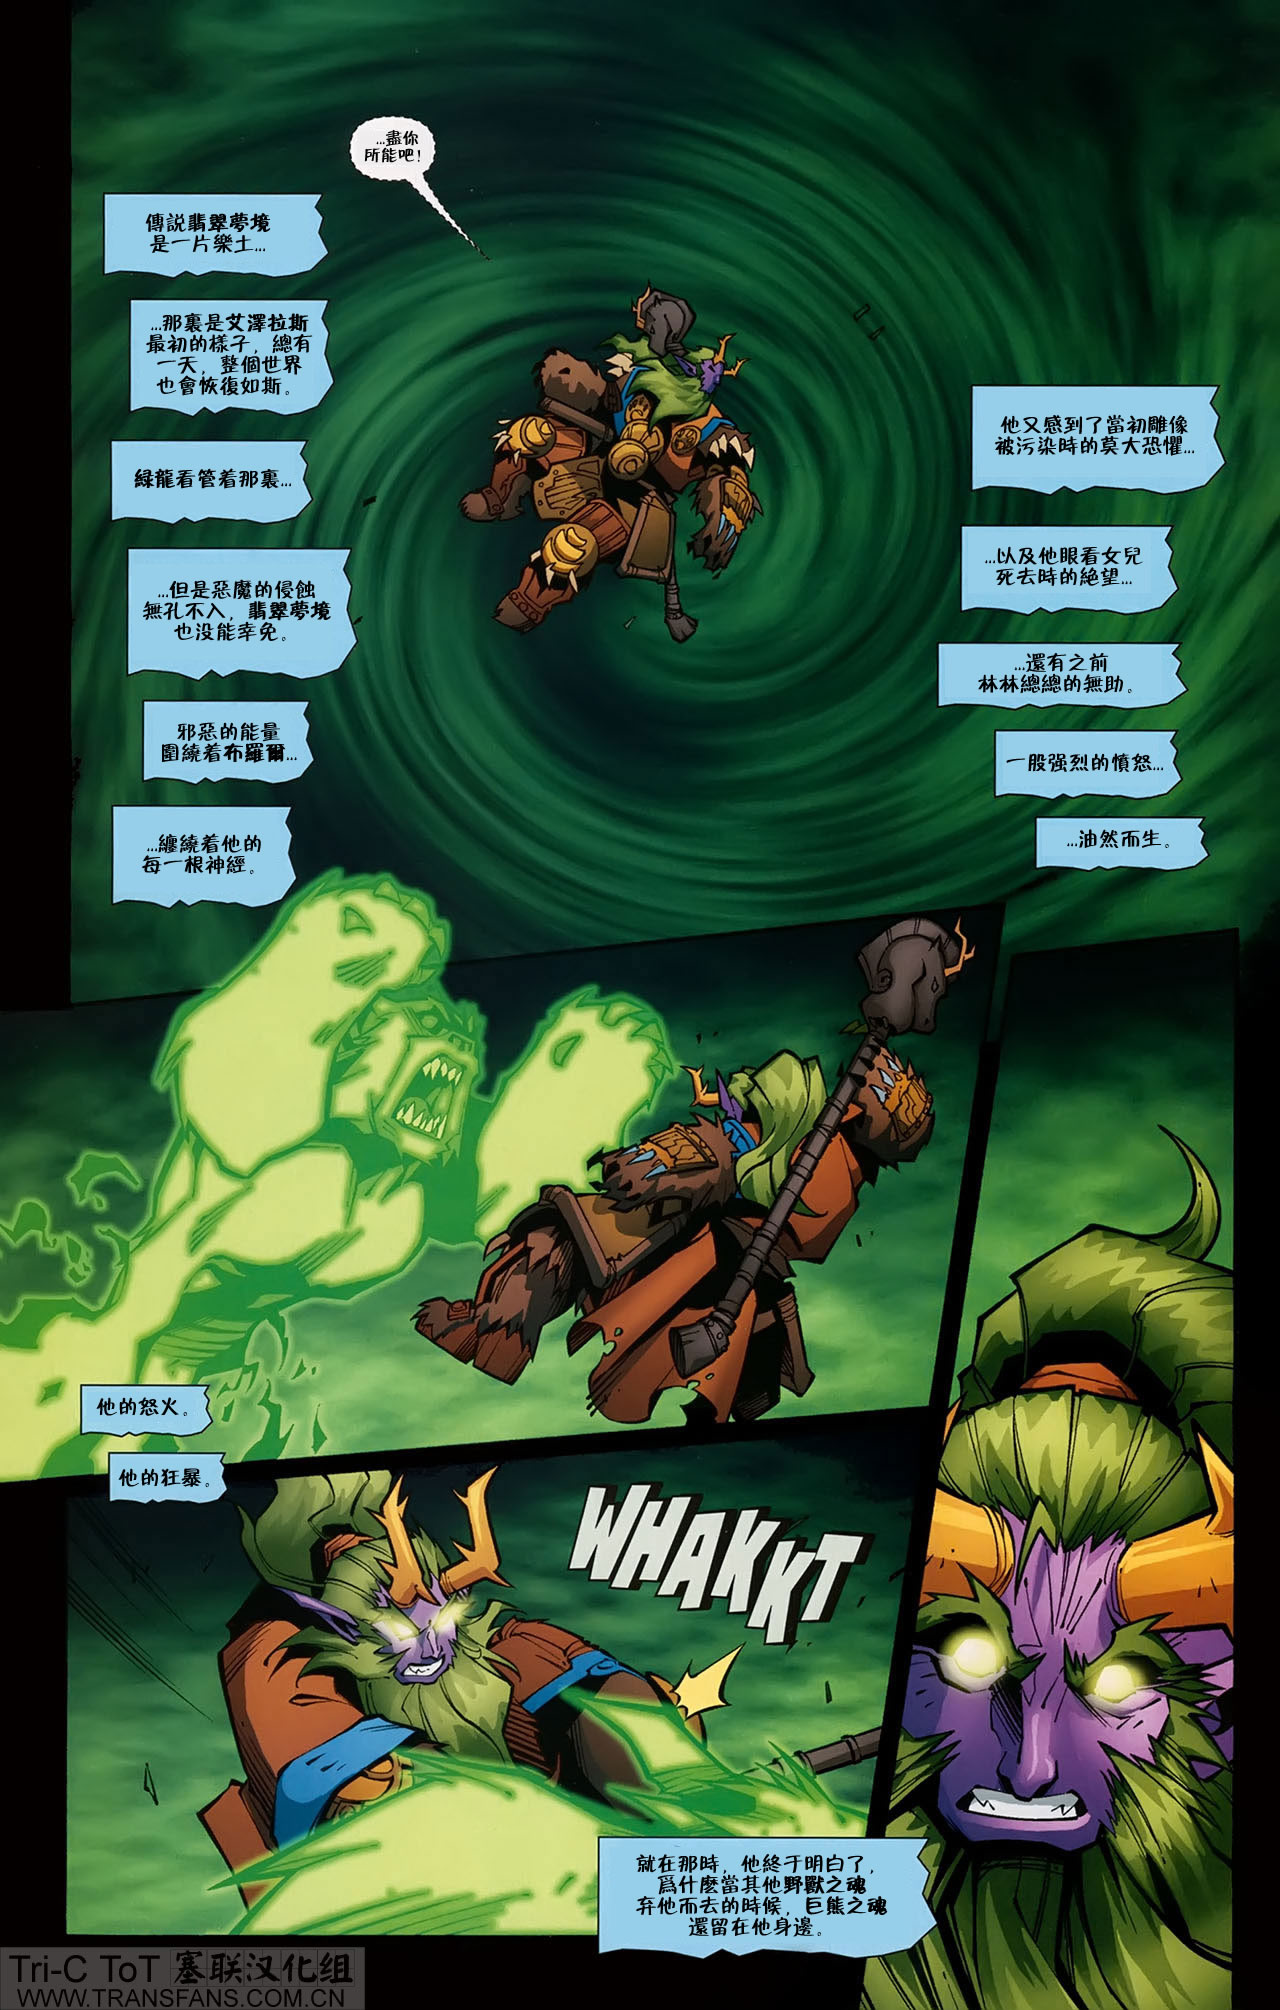 ...盡你
所能吧！
傳説翡翠夢境
是一片樂土...
...那裏是艾澤拉斯
最初的樣子，總有
一天，整個世界
也會恢復如斯。
緑龍看管着那裏...
...但是惡魔的侵蝕
無孔不入，翡翠夢境
也没能幸免。
邪惡的能量
圍繞着布羅爾...
...纏繞着他的
每一根神經。
他又感到了當初雕像
被污染時的莫大恐懼...
...以及他眼看女兒
死去時的絶望...
...還有之前
林林總總的無助。
一股强烈的憤怒...
...油然而生。
他的怒火。
他的狂暴。
WHAKKT
就在那時，他終于明白了，
爲什麽當其他野獸之魂
弃他而去的時候，巨熊之魂
還留在他身邊。
Tri-C ToT 塞联汉化组
WWW.TRANSFANS.COM.CN